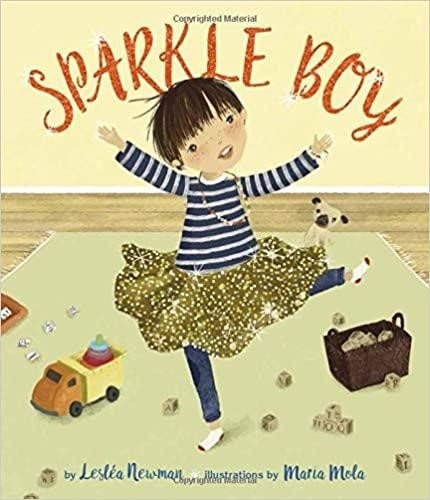 Copyrighted Material
SPARKLE BOY
by Lesléa Newman illustrations by Maria Mola
Copyrighted Material